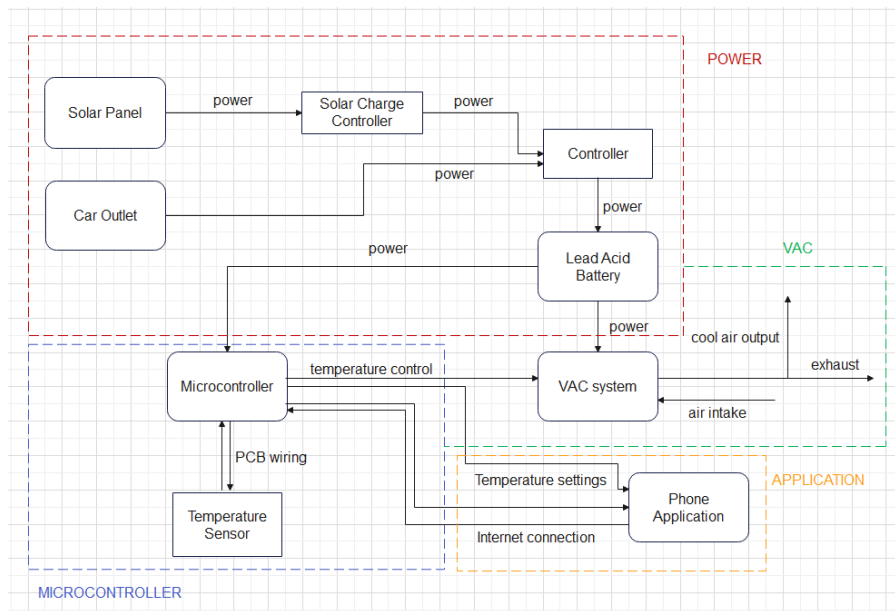 POWER
Solar Panel
power
Solar Charge
Controller
power
Controller
power
Car Outlet
power
Lead Acid
Battery
power
VAC
power
cool air output
exhaust
Microcontroller
temperature control
VAC system
air intake
PCB wiring
Temperature settings
APPLICATION
Phone
Application
Temperature
Sensor
Internet connection
MICROCONTROLLER